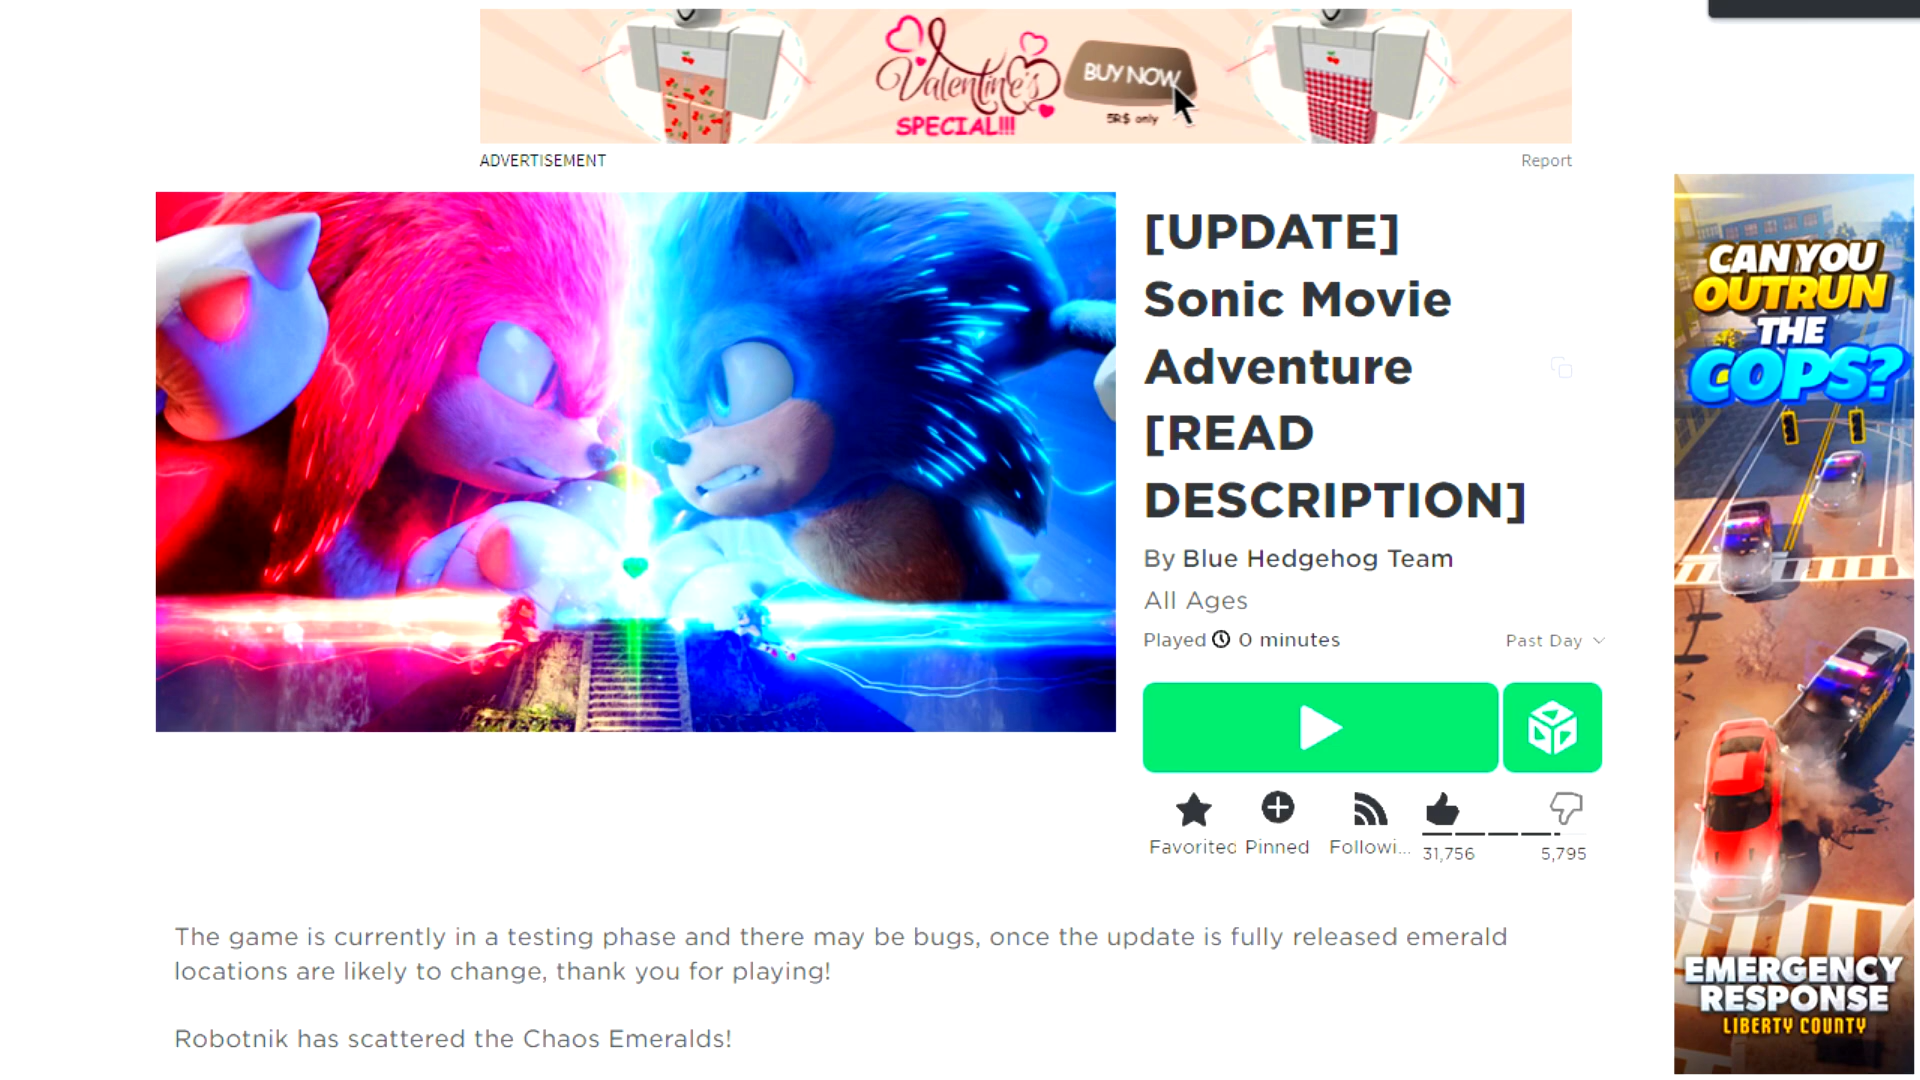 Valentine's
SPECIAL!!!
BUY NOW
5R$ only
ADVERTISEMENT
Report
[UPDATE]
Sonic Movie
Adventure
[READ
DESCRIPTION]
By Blue Hedgehog Team
All Ages
Played 0 minutes
Past Day
Favorited
Pinned
Followi...
31,756
5,795
The game is currently in a testing phase and there may be bugs, once the update is fully released emerald
locations are likely to change, thank you for playing!
Robotnik has scattered the Chaos Emeralds!
CAN YOU
OUTRUN
THE
COPS?
EMERGENCY
RESPONSE
LIBERTY COUNTY